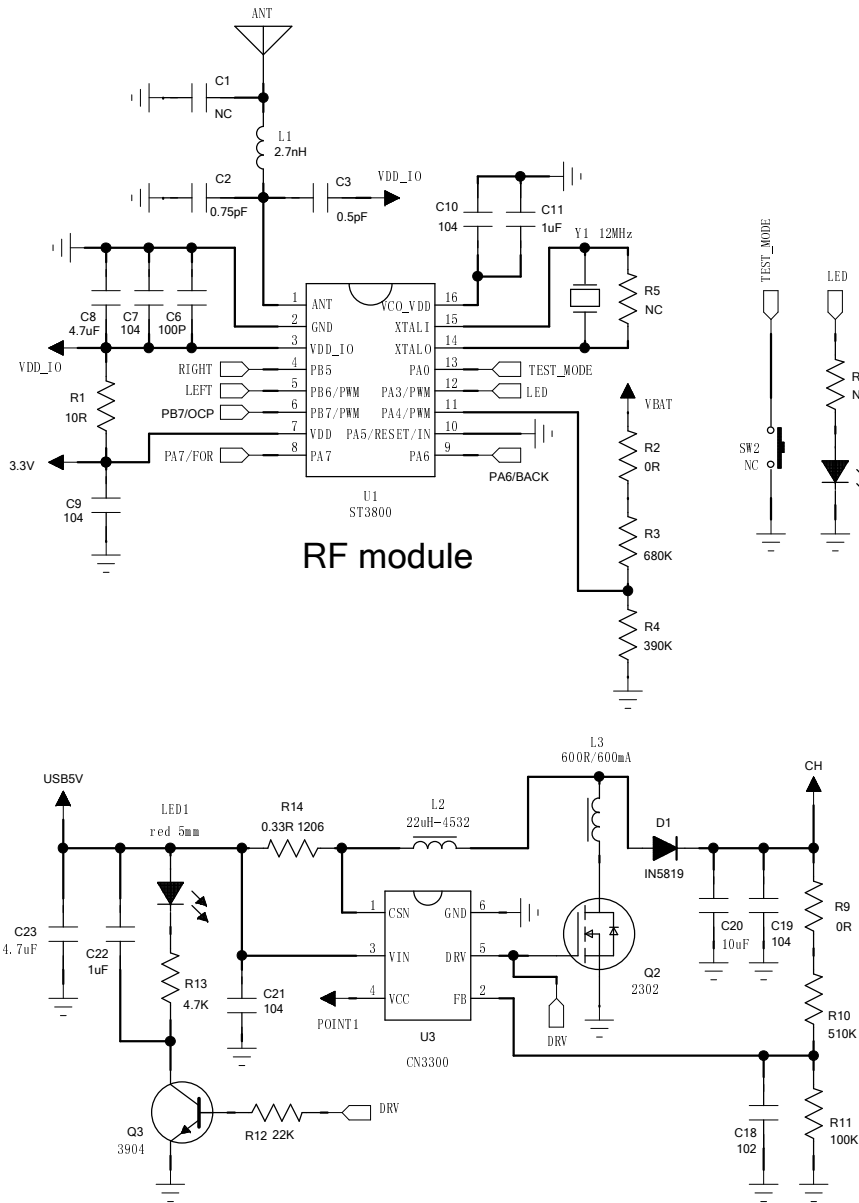 ANT
C1
NC
L1
2.7nH
C2
0.75pF
C3
0.5pF
VDD_IO
C10
104
C11
1uF
Y1 12MHz
R5
NC
TEST_MODE
LED
C8
4.7uF
C7
104
C6
100P
VDD_IO
R1
10R
3.3V
C9
104
1 ANT
2 GND
3 VDD_IO
RIGHT 4 PB5
LEFT 5 PB6/PWM
PB7/OCP 6 PB7/PWM
7 VDD
PA7/FOR 8 PA7
VCO_VDD 16
XTALI 15
XTALO 14
PA0 13 TEST_MODE
PA3/PWM 12 LED
PA4/PWM 11
PA5/RESET/IN 10
PA6 9
PA6/BACK
U1
ST3800
RF module
VBAT
R2
0R
R3
680K
R4
390K
SW2
NC
R
N
USB5V
LED1
red 5mm
R14
0.33R 1206
L2
22uH-4532
L3
600R/600mA
D1
IN5819
CH
C23
4.7uF
C22
1uF
R13
4.7K
C21
104
POINT1
1 CSN
3 VIN
4 VCC
GND 6
DRV 5
FB 2
U3
CN3300
DRV
Q2
2302
C20
10uF
C19
104
R9
0R
R10
510K
C18
102
R11
100K
Q3
3904
R12 22K
DRV